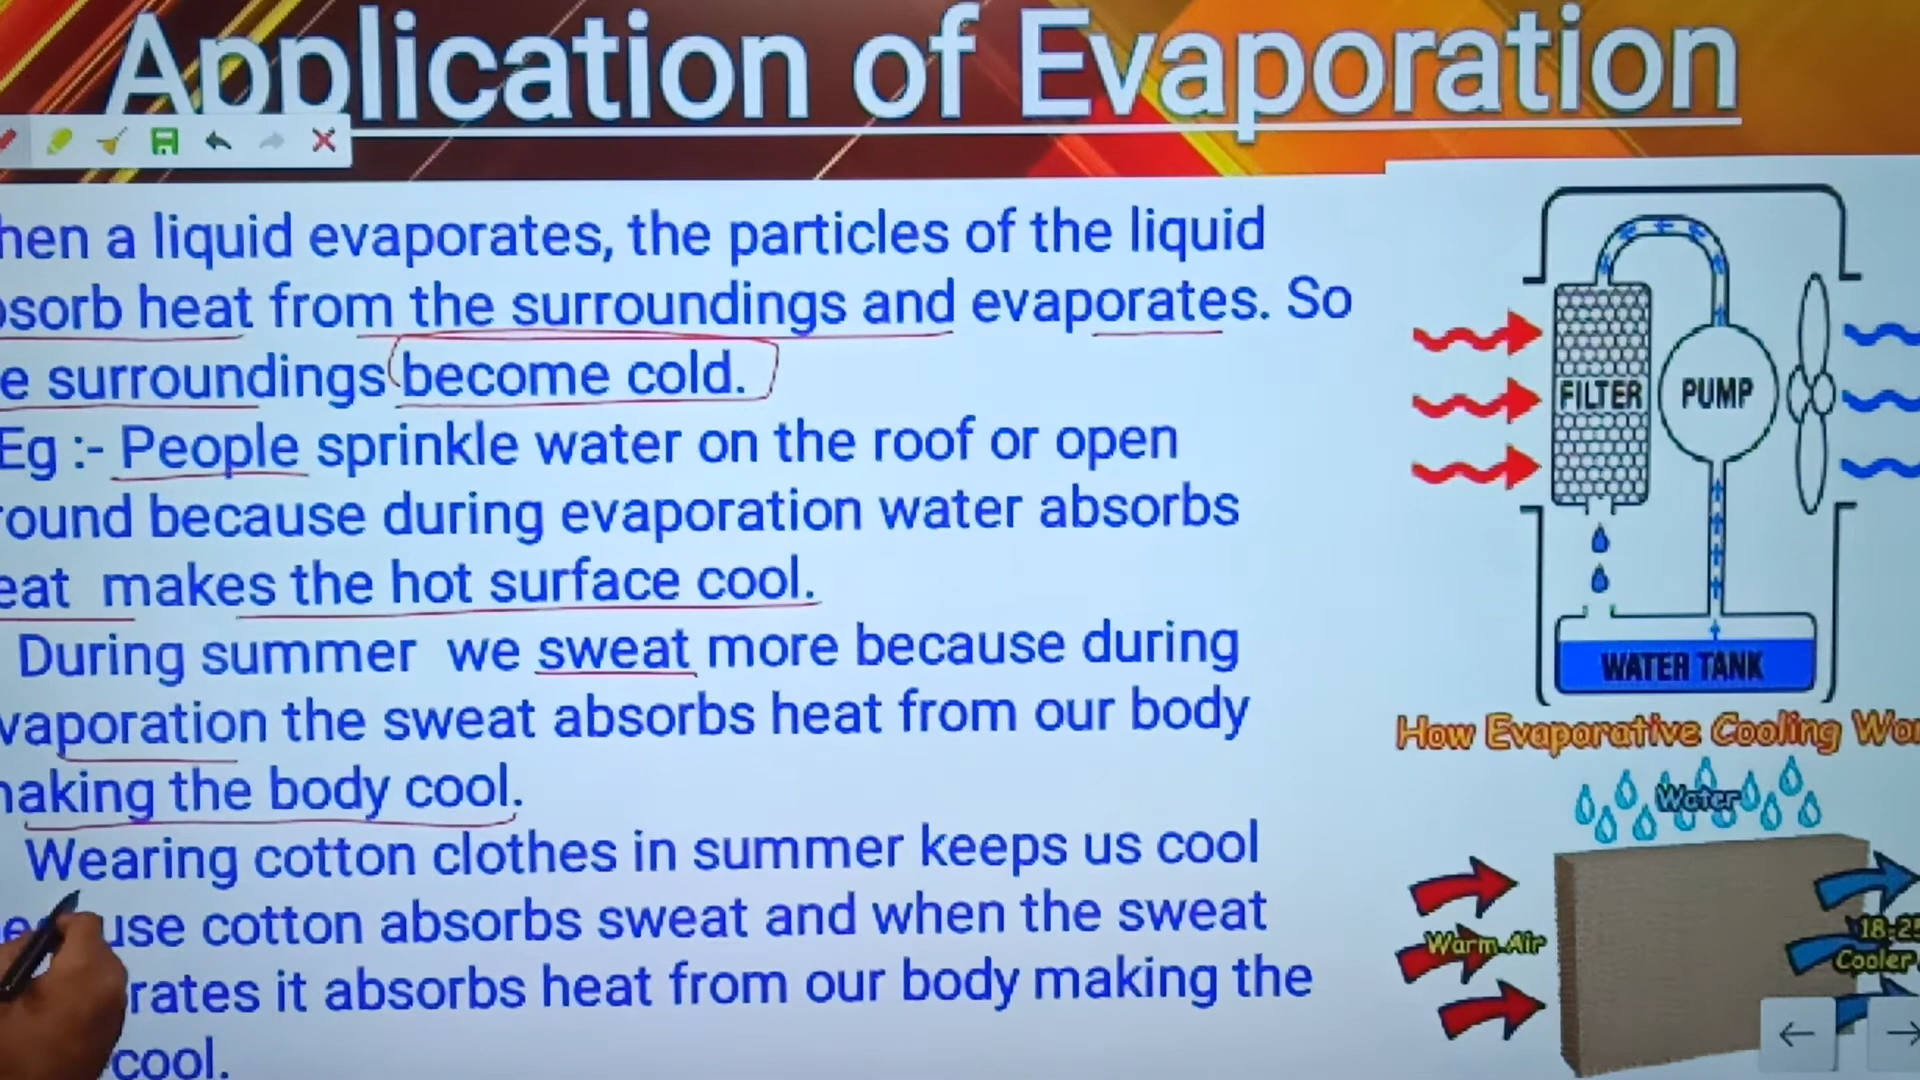 Application of Evaporation
hen a liquid evaporates, the particles of the liquid
sorb heat from the surroundings and evaporates. So
e surroundings become cold.
Eg :- People sprinkle water on the roof or open
round because during evaporation water absorbs
eat makes the hot surface cool.
During summer we sweat more because during
vaporation the sweat absorbs heat from our body
making the body cool.
Wearing cotton clothes in summer keeps us cool
use cotton absorbs sweat and when the sweat
rates it absorbs heat from our body making the
cool.
FILTER
PUMP
WATER TANK
How Evaporative Cooling Wor
Water
Warm Air
18-25
Cooler